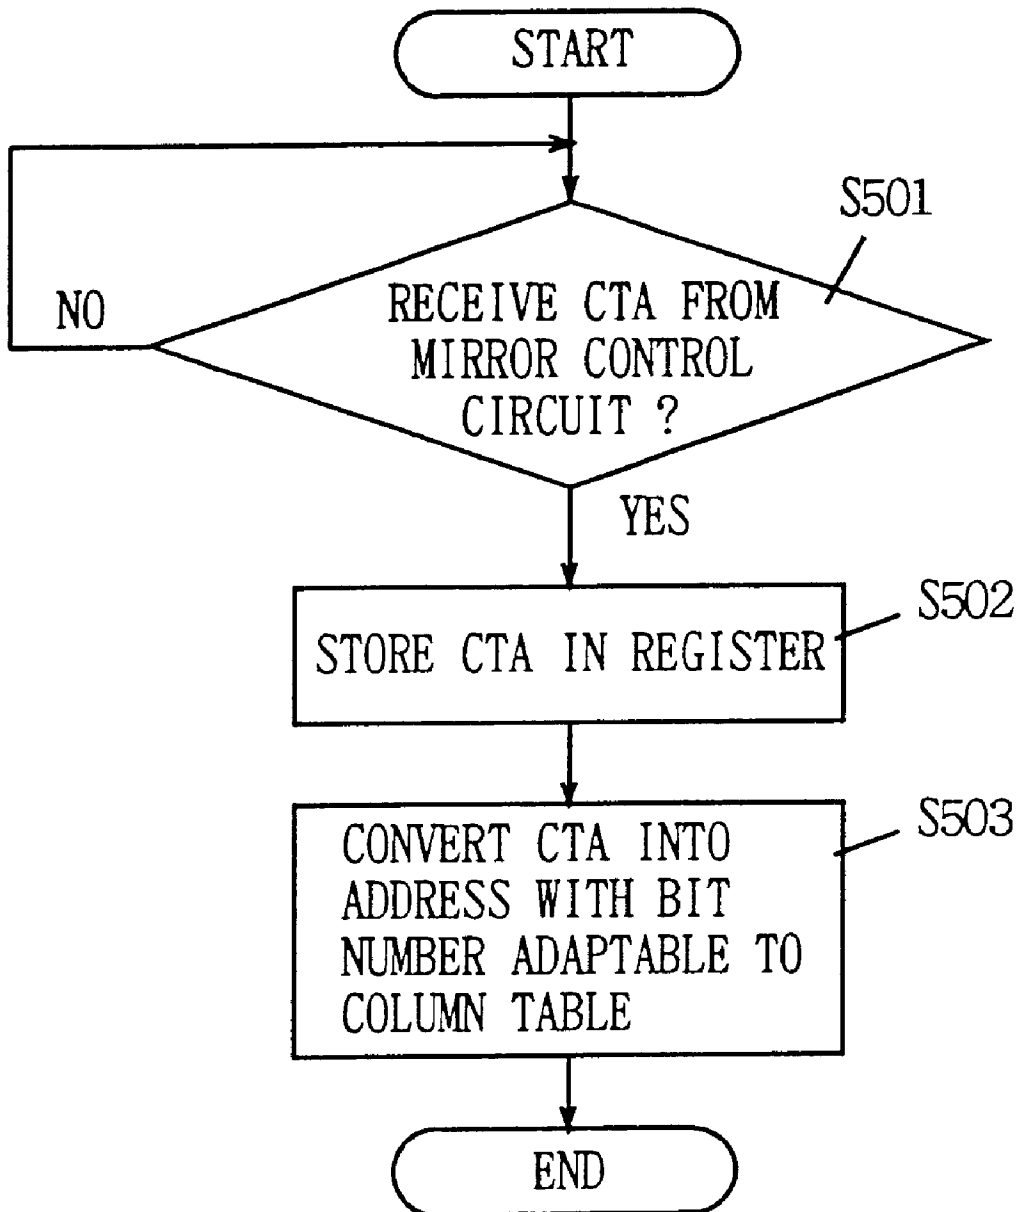 START
S501
RECEIVE CTA FROM
MIRROR CONTROL
CIRCUIT ?
NO
YES
STORE CTA IN REGISTER
S502
CONVERT CTA INTO
ADDRESS WITH BIT
NUMBER ADAPTABLE TO
COLUMN TABLE
S503
END